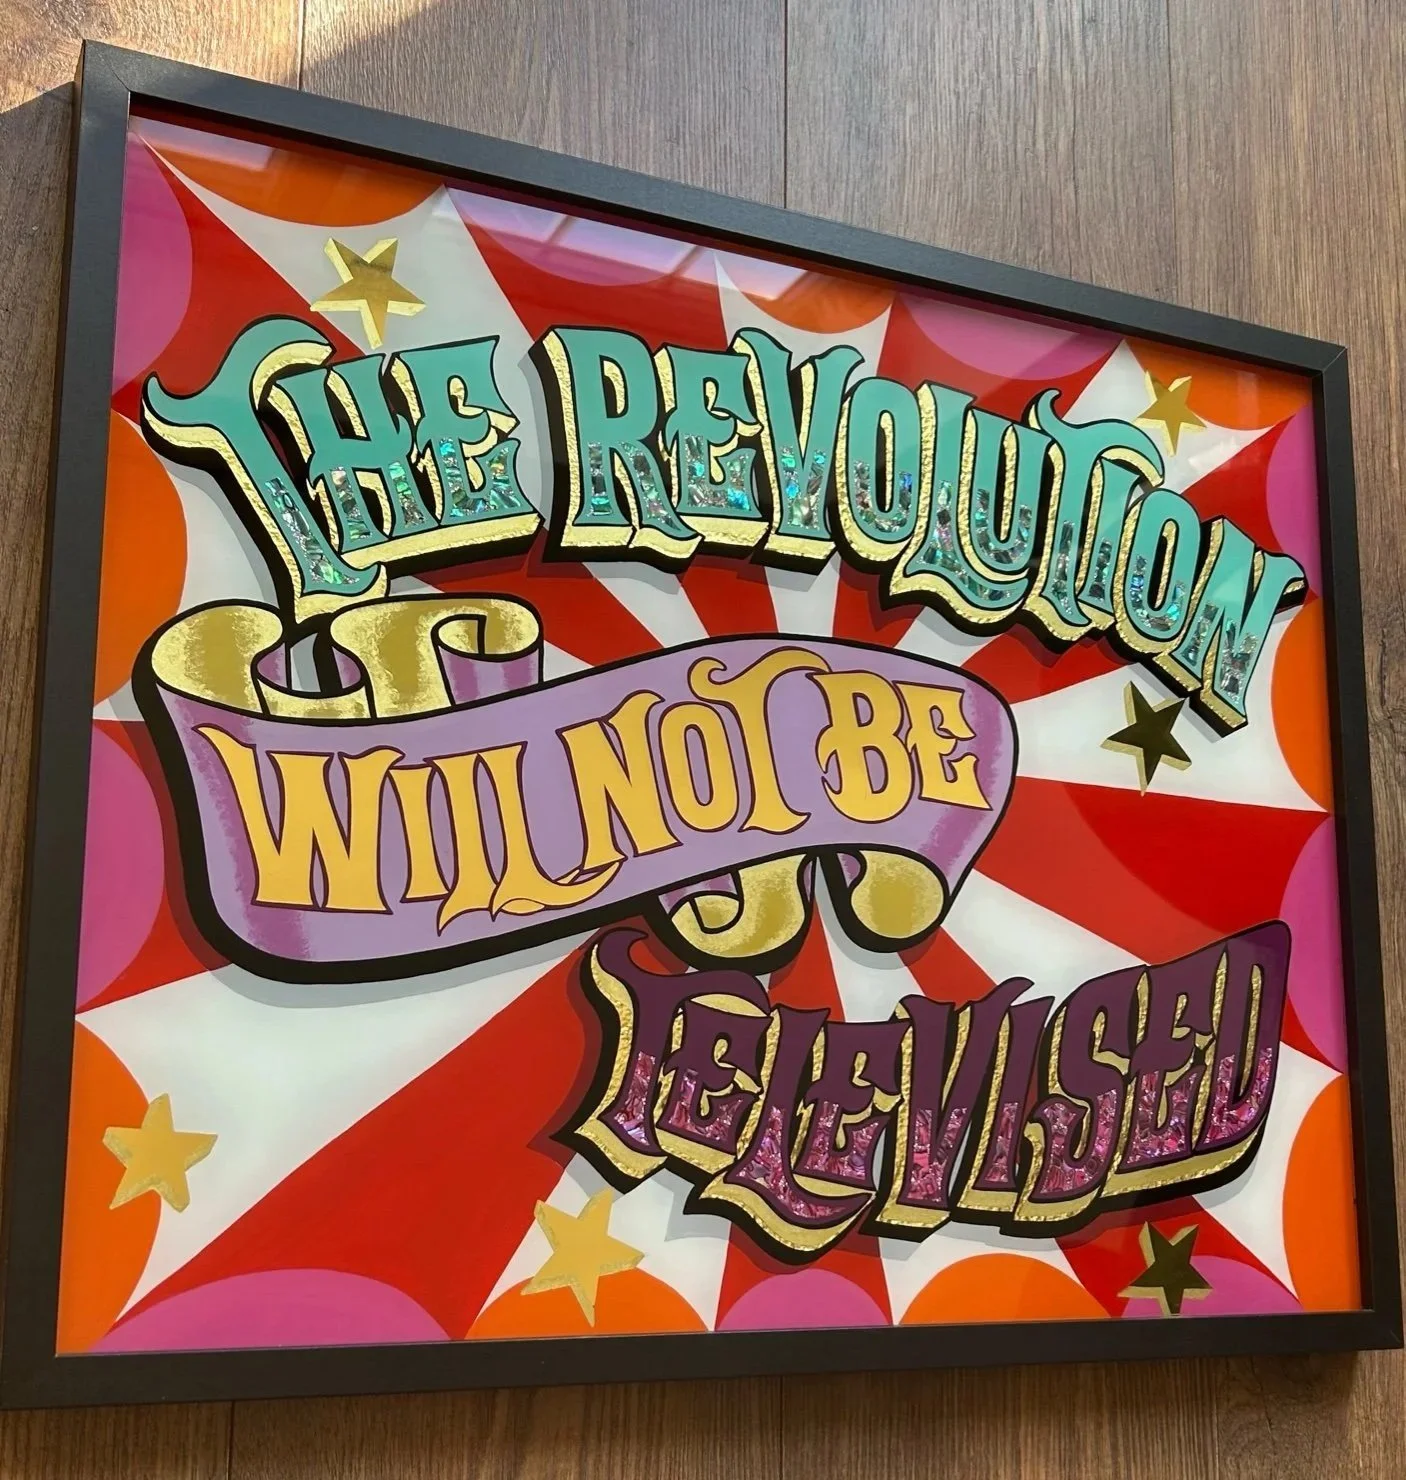 THE REVOLUTION
WILL NOT BE
TELEVISED